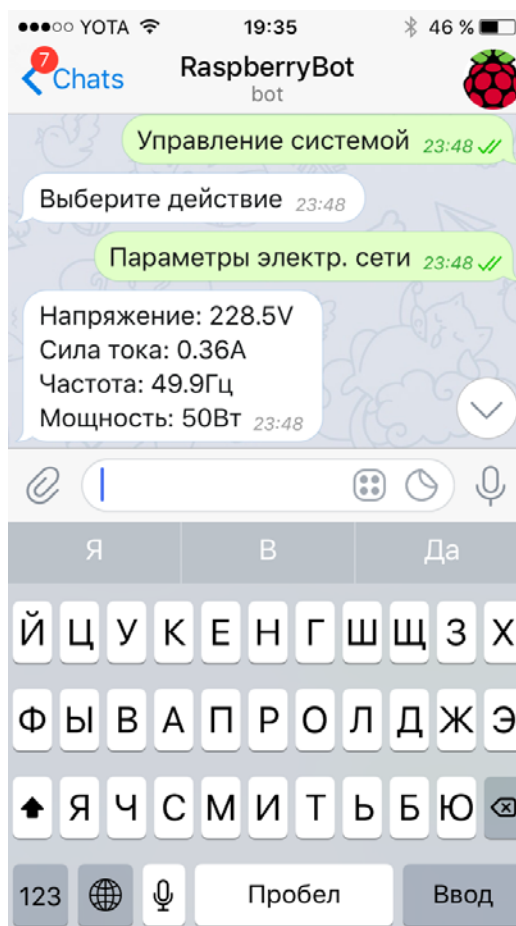 YOTA 19:35 46 %
7
Chats RaspberryBot
bot
Управление системой 23:48
Выберите действие 23:48
Параметры электр. сети 23:48
Напряжение: 228.5V
Сила тока: 0.36A
Частота: 49.9Гц
Мощность: 50Вт 23:48
Я В Да
Й Ц У К Е Н Г Ш Щ З Х
Ф Ы В А П Р О Л Д Ж Э
Я Ч С М И Т Ь Б Ю
123 Пробел Ввод